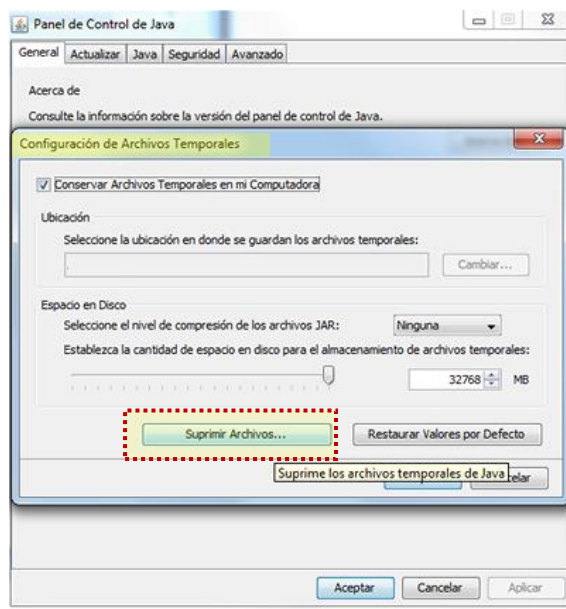 Panel de Control de Java
General Actualizar Java Seguridad Avanzado
Acerca de
Consulte la información sobre la versión del panel de control de Java.
Configuración de Archivos Temporales
Conservar Archivos Temporales en mi Computadora
Ubicación
Seleccione la ubicación en donde se guardan los archivos temporales:
Cambiar...
Espacio en Disco
Seleccione el nivel de compresión de los archivos JAR: Ninguna
Establezca la cantidad de espacio en disco para el almacenamiento de archivos temporales:
32768 MB
Suprimir Archivos... Restaurar Valores por Defecto
Suprime los archivos temporales de Java
Aceptar Cancelar Aplicar